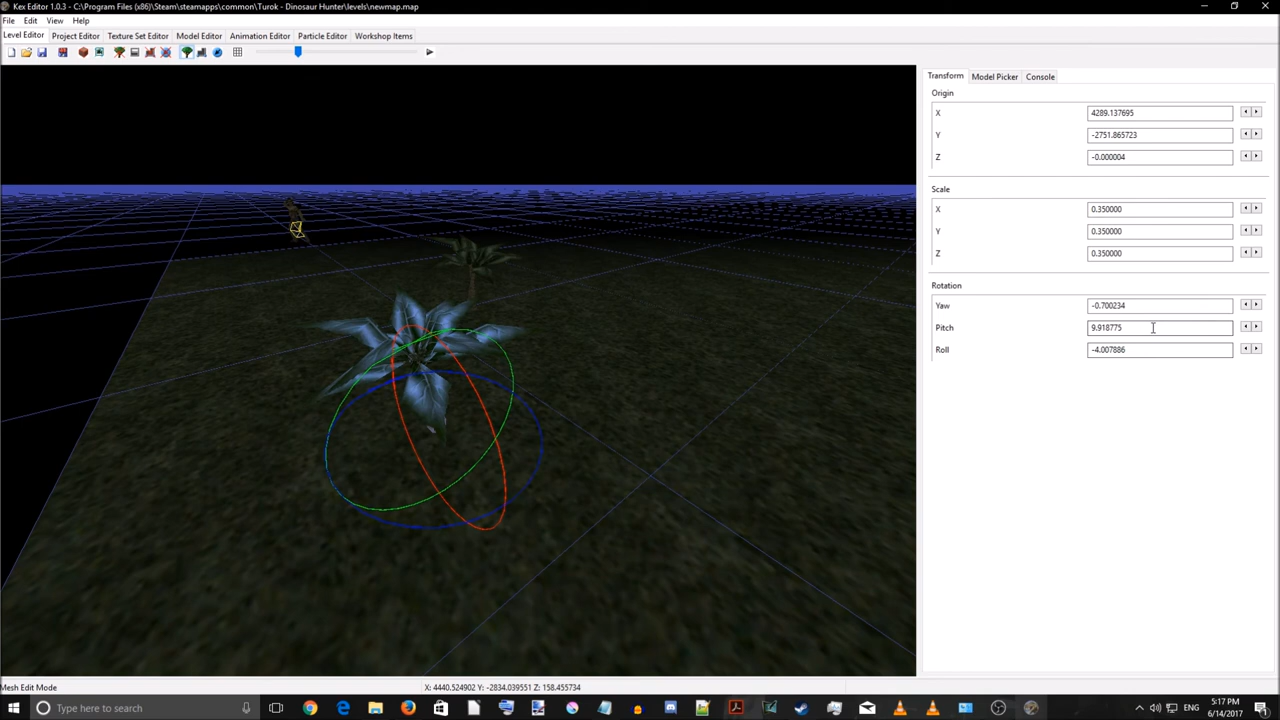 Kex Editor 1.0.3 - C:\Program Files (x86)\Steam\steamapps\common\Turok - Dinosaur Hunter\levels\newmap.map
File Edit View Help
Level Editor Project Editor Texture Set Editor Model Editor Animation Editor Particle Editor Workshop Items
Transform Model Picker Console
Origin
X 4289.137695
Y -2751.865723
Z -0.000004
Scale
X 0.350000
Y 0.350000
Z 0.350000
Rotation
Yaw -0.700234
Pitch 9.918775
Roll -4.007886
Mesh Edit Mode X: 4440.524902 Y: -2834.039551 Z: 158.455734
Type here to search
ENG
5:17 PM
6/14/2017